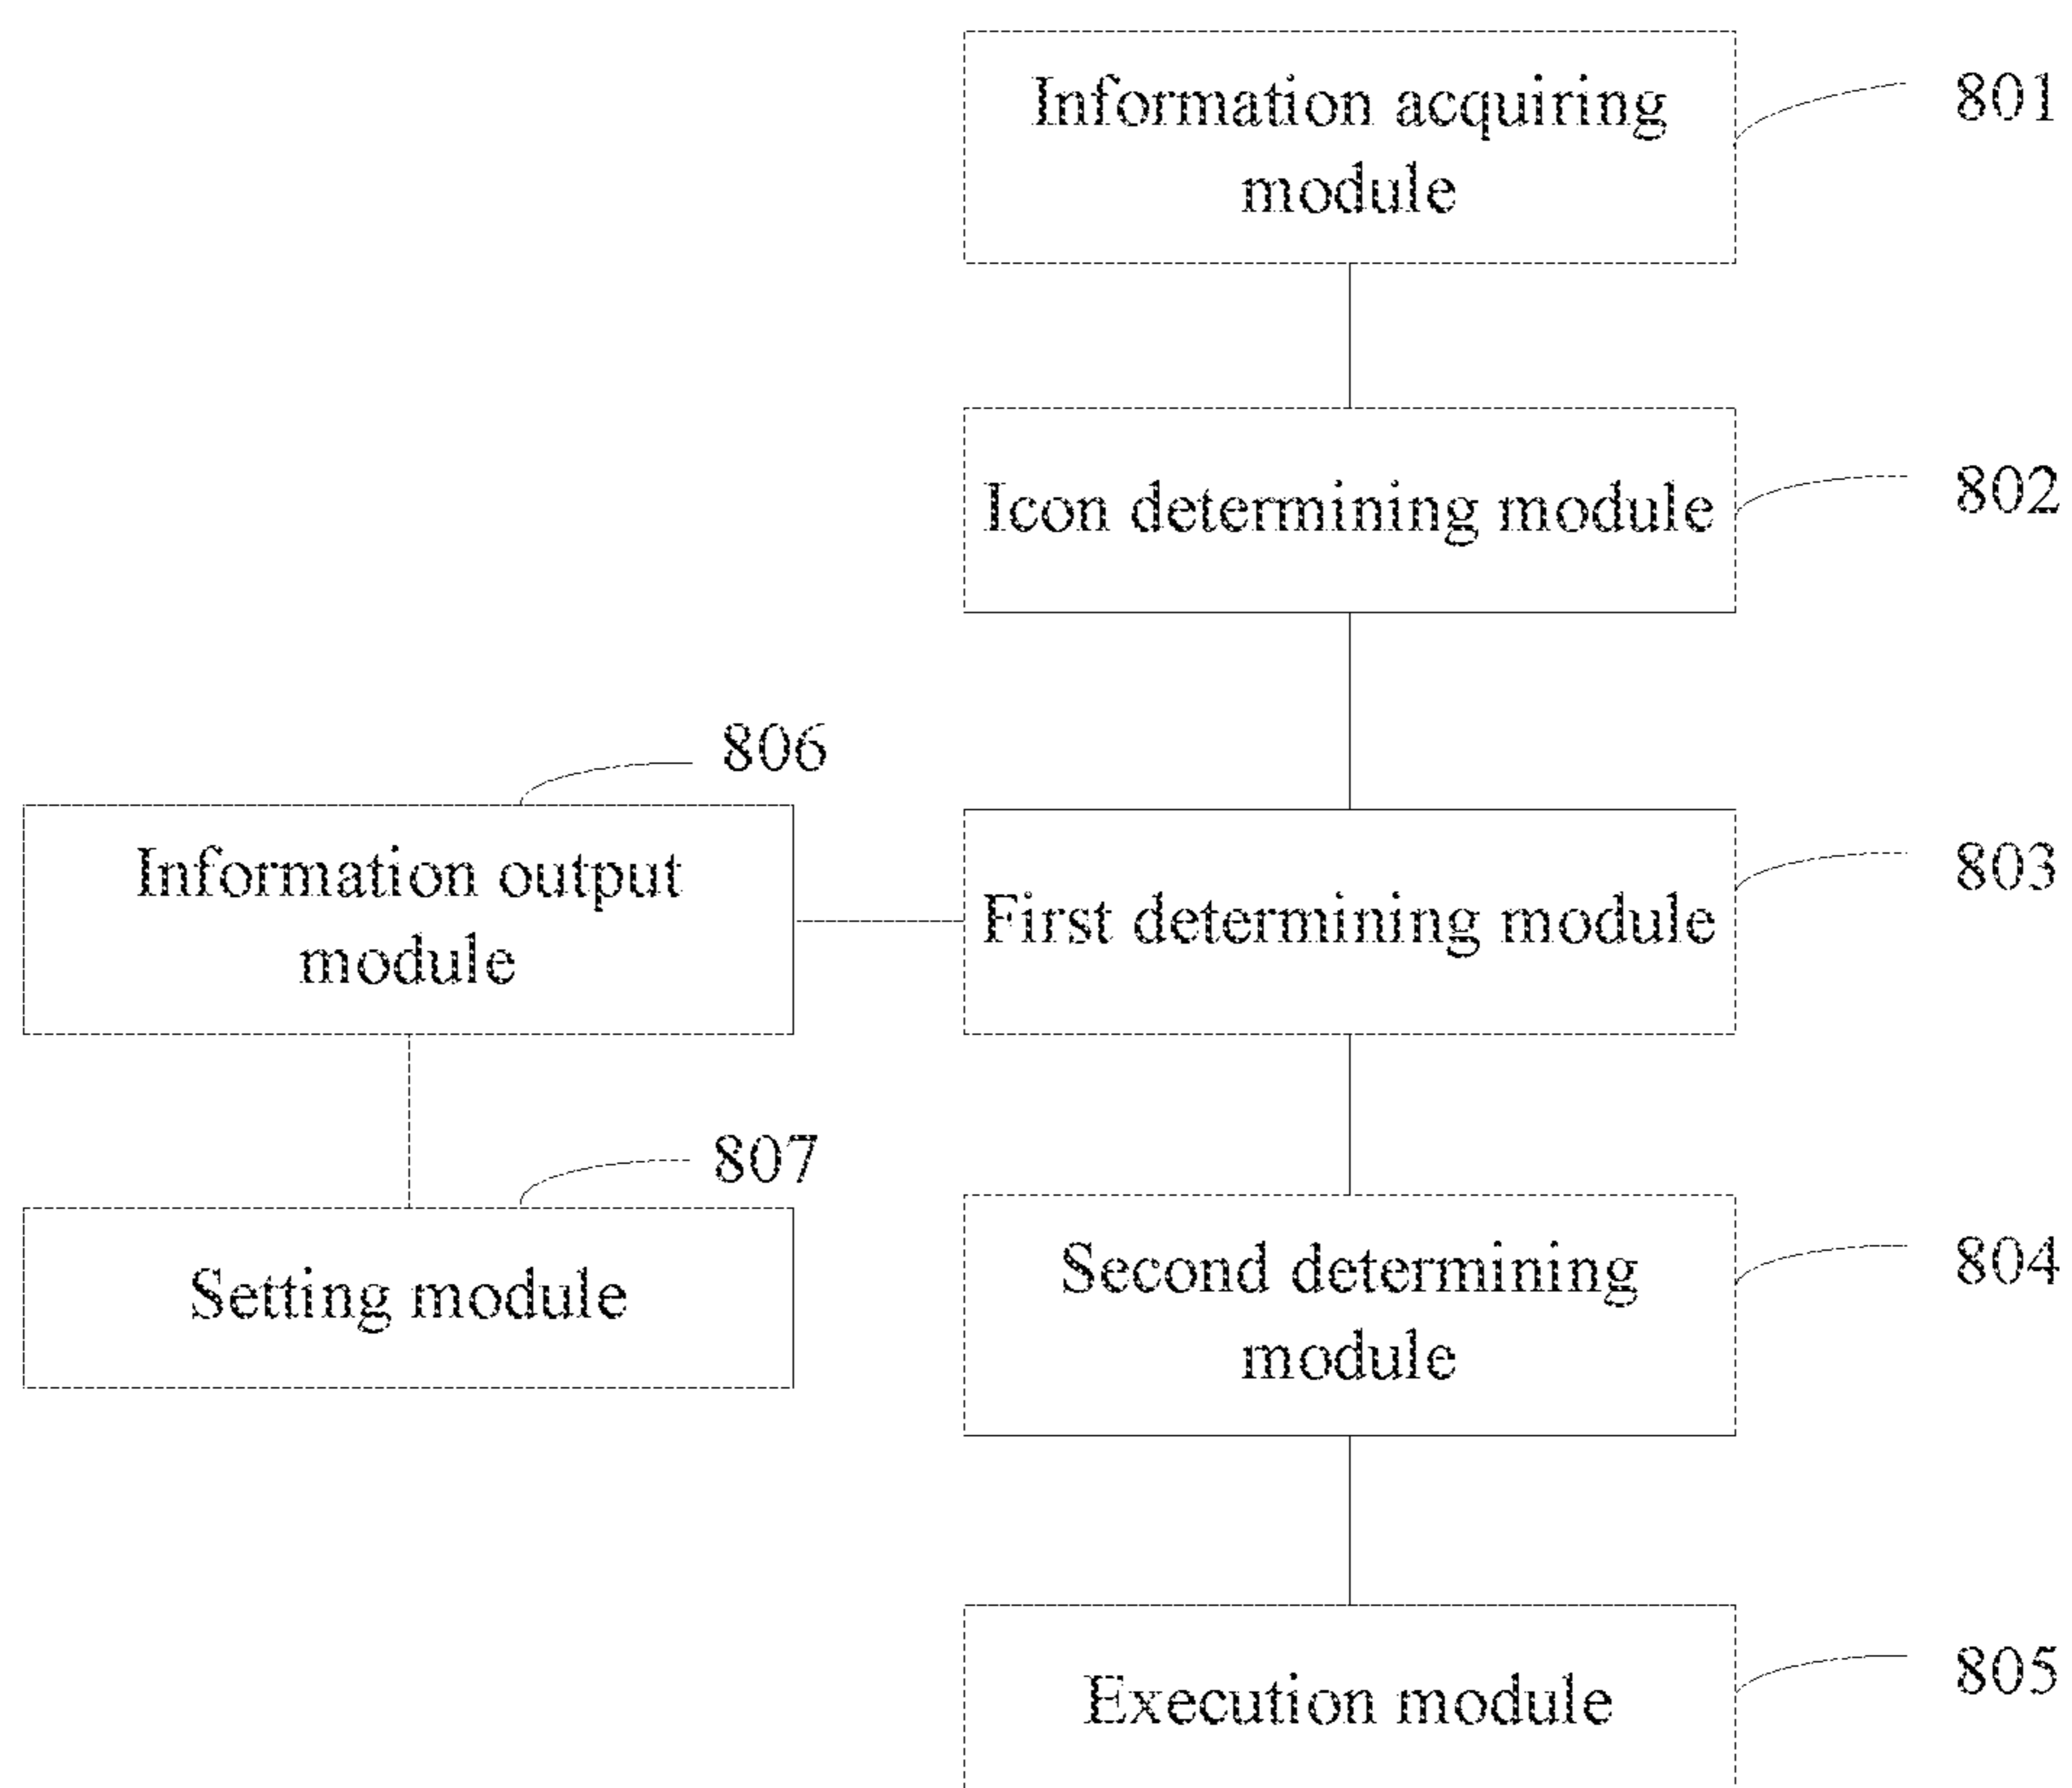 Information acquiring
module
801
Icon determining module
802
806
Information output
module
First determining module
803
807
Setting module
Second determining
module
804
Execution module
805